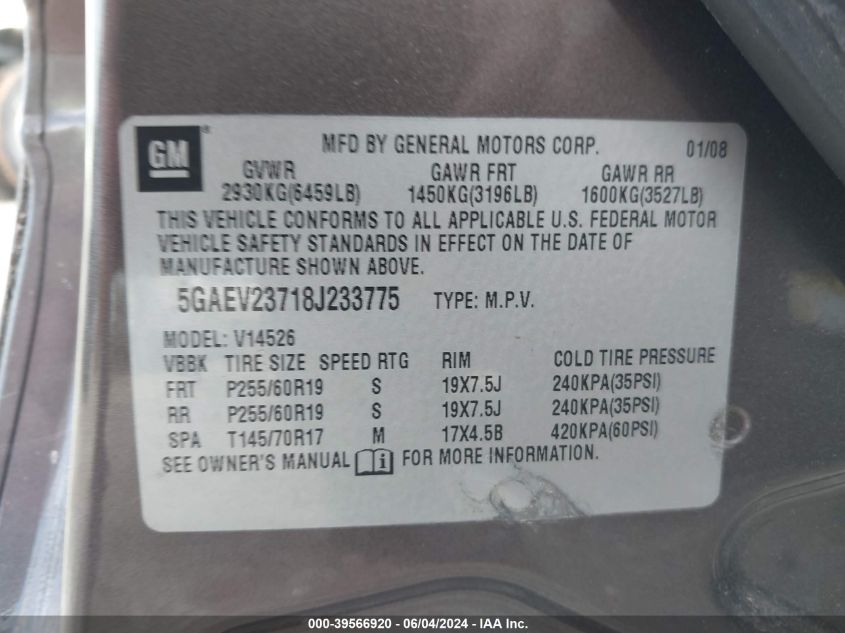 GM ® MFD BY GENERAL MOTORS CORP. 01/08
GVWR GAWR FRT GAWR RR
2930KG(6459LB) 1450KG(3196LB) 1600KG(3527LB)
THIS VEHICLE CONFORMS TO ALL APPLICABLE U.S. FEDERAL MOTOR
VEHICLE SAFETY STANDARDS IN EFFECT ON THE DATE OF
MANUFACTURE SHOWN ABOVE.
5GAEV23718J233775 TYPE: M.P.V.
MODEL: V14526
VBBK TIRE SIZE SPEED RTG RIM COLD TIRE PRESSURE
FRT P255/60R19 S 19X7.5J 240KPA(35PSI)
RR P255/60R19 S 19X7.5J 240KPA(35PSI)
SPA T145/70R17 M 17X4.5B 420KPA(60PSI)
SEE OWNER'S MANUAL i FOR MORE INFORMATION.
000-39566920 - 06/04/2024 - IAA Inc.